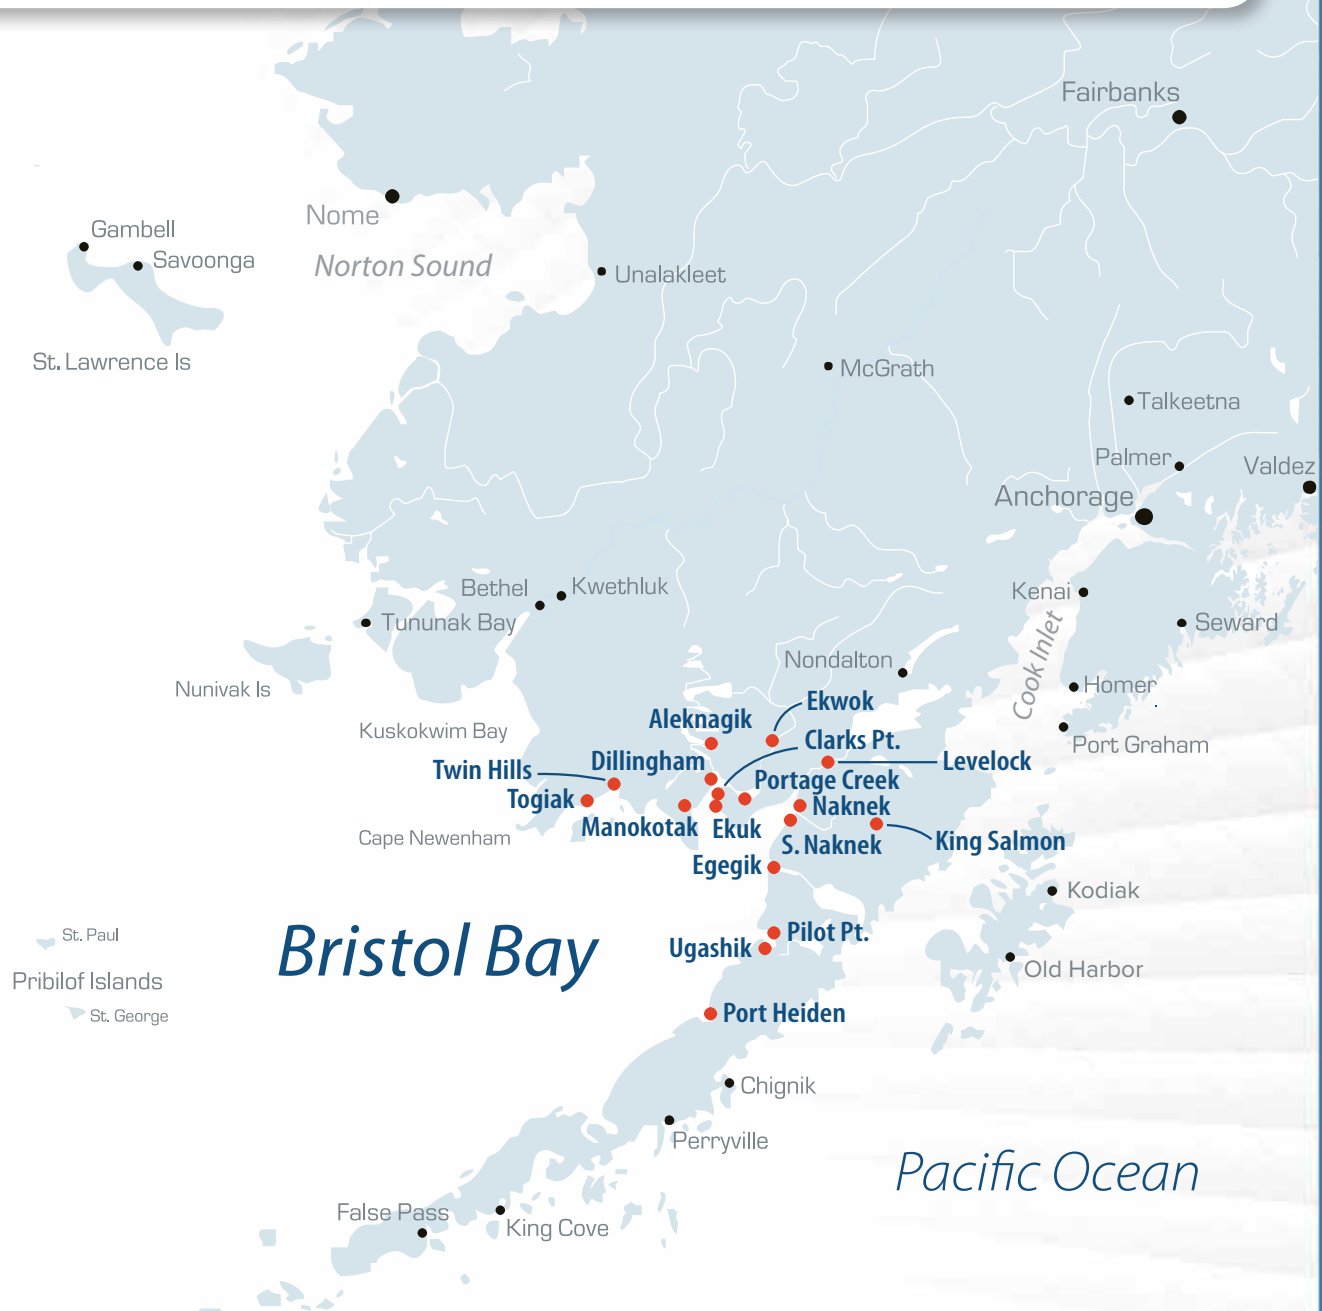 Fairbanks
Nome
Gambell
Savoonga
Norton Sound
Unalakleet
St. Lawrence Is
McGrath
Talkeetna
Palmer
Valdez
Anchorage
Bethel
Kwethluk
Kenai
Tununak Bay
Seward
Cook Inlet
Nondalton
Nunivak Is
Homer
Ekwok
Aleknagik
Kuskokwim Bay
Clarks Pt.
Port Graham
Dillingham
Levelock
Twin Hills
Portage Creek
Togiak
Naknek
Manokotak
Ekuk
Cape Newenham
S. Naknek
King Salmon
Egegik
Kodiak
St. Paul
Pilot Pt.
Bristol Bay
Ugashik
Old Harbor
Pribilof Islands
Port Heiden
St. George
Chignik
Perryville
Pacific Ocean
False Pass
King Cove